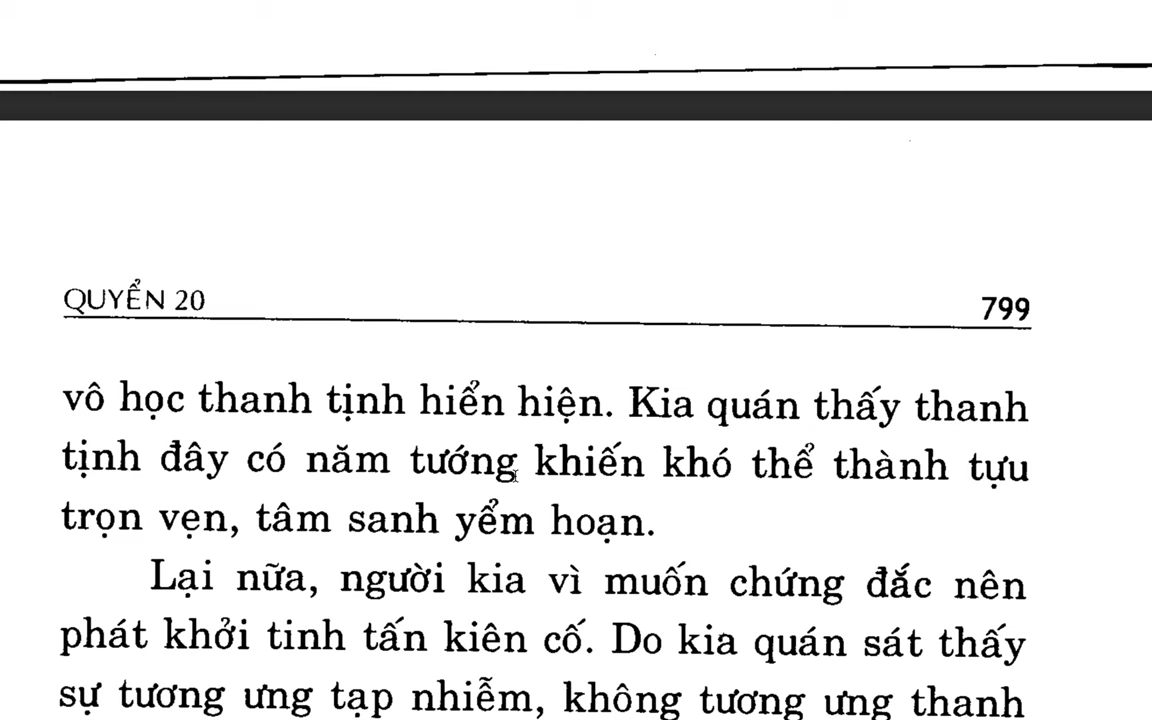 QUYỂN 20 799
vô học thanh tịnh hiển hiện. Kia quán thấy thanh
tịnh đây có năm tướng khiến khó thể thành tựu
trọn vẹn, tâm sanh yểm hoạn.
Lại nữa, người kia vì muốn chứng đắc nên
phát khởi tinh tấn kiên cố. Do kia quán sát thấy
sự tương ưng tạp nhiễm, không tương ưng thanh